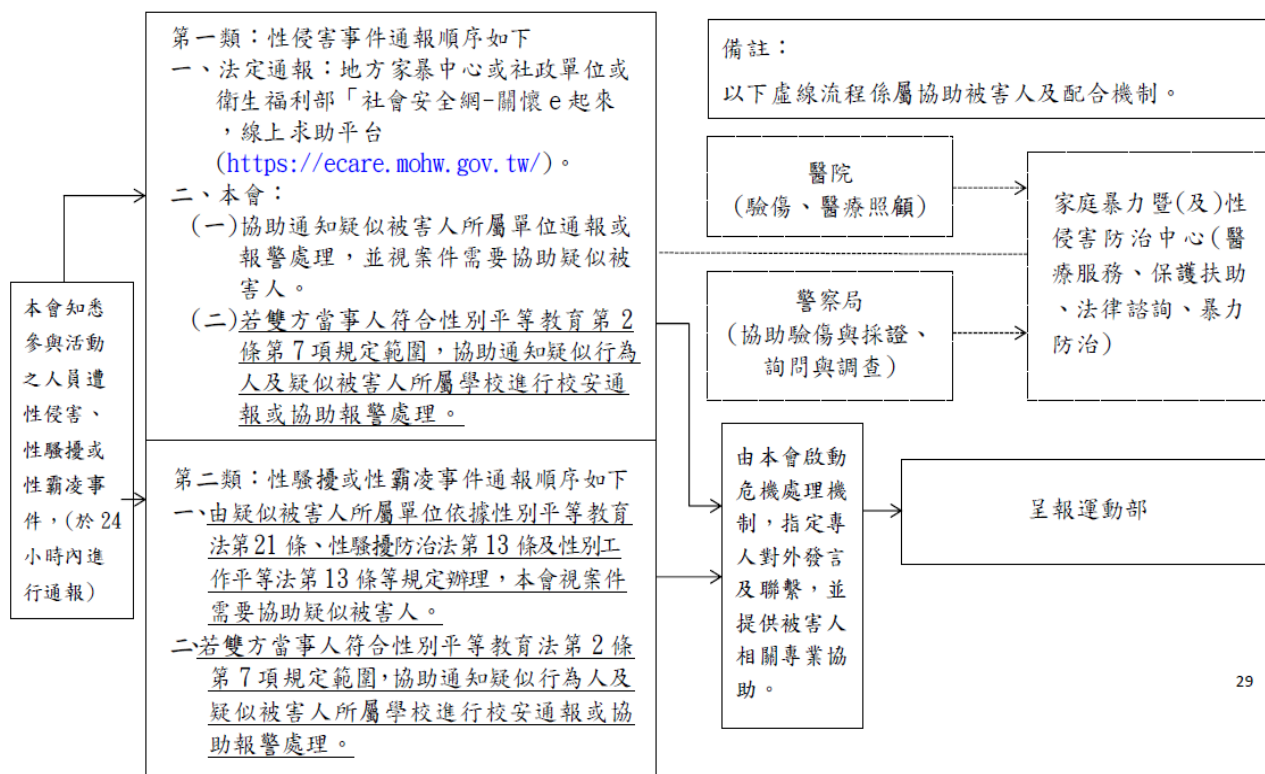 本會知悉
參與活動
之人員遭
性侵害、
性騷擾或
性霸凌事
件，(於24
小時內進
行通報)
第一類：性侵害事件通報順序如下
一、法定通報：地方家暴中心或社政單位或
衛生福利部「社會安全網-關懷e起來
，線上求助平台
(https://ecare.mohw.gov.tw/)。
二、本會：
(一)協助通知疑似被害人所屬單位通報或
報警處理，並視案件需要協助疑似被
害人。
(二)若雙方當事人符合性別平等教育第2
條第7項規定範圍，協助通知疑似行為
人及疑似被害人所屬學校進行校安通
報或協助報警處理。
第二類：性騷擾或性霸凌事件通報順序如下
一、由疑似被害人所屬單位依據性別平等教育
法第21條、性騷擾防治法第13條及性別工
作平等法第13條等規定辦理，本會視案件
需要協助疑似被害人。
二、若雙方當事人符合性別平等教育法第2條
第7項規定範圍，協助通知疑似行為人及
疑似被害人所屬學校進行校安通報或協
助報警處理。
備註：
以下虛線流程係屬協助被害人及配合機制。
醫院
(驗傷、醫療照顧)
警察局
(協助驗傷與採證、
詢問與調查)
家庭暴力暨(及)性
侵害防治中心(醫
療服務、保護扶助
、法律諮詢、暴力
防治)
由本會啟動
危機處理機
制，指定專
人對外發言
及聯繫，並
提供被害人
相關專業協
助。
呈報運動部
29